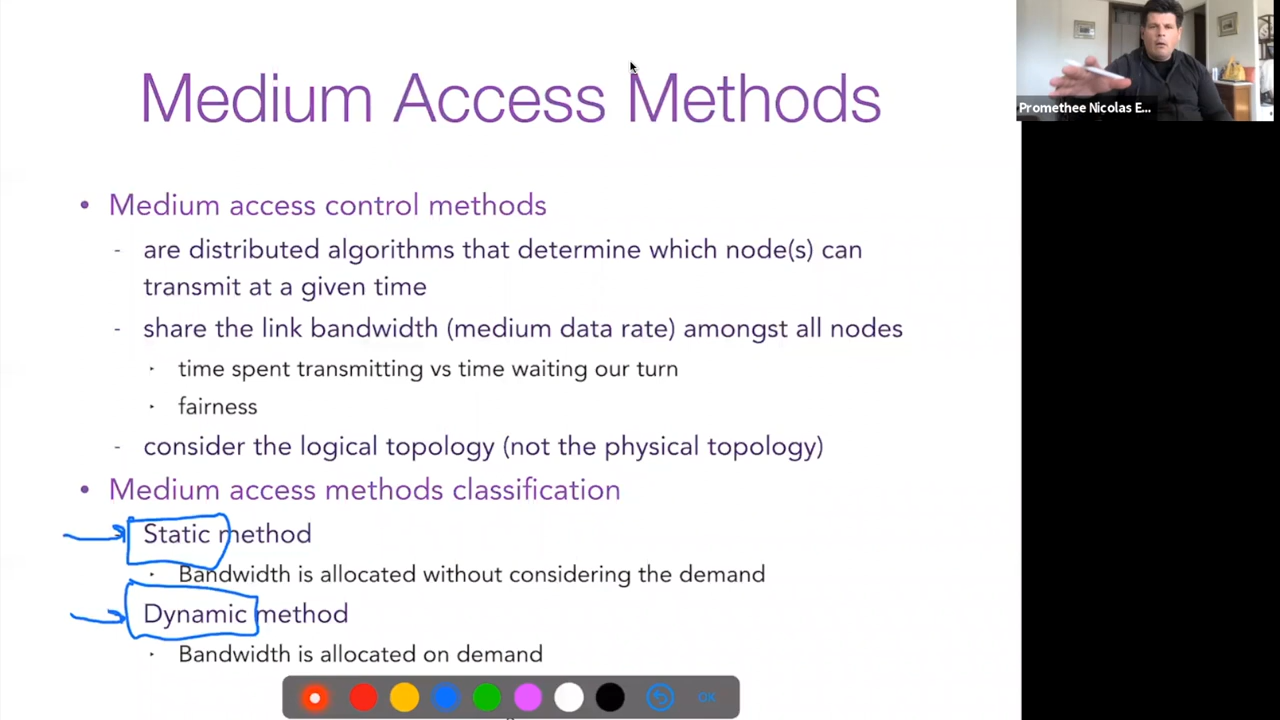 Medium Access Methods
Promethee Nicolas E...
• Medium access control methods
- are distributed algorithms that determine which node(s) can
transmit at a given time
- share the link bandwidth (medium data rate) amongst all nodes
‣ time spent transmitting vs time waiting our turn
‣ fairness
- consider the logical topology (not the physical topology)
• Medium access methods classification
Static method
‣ Bandwidth is allocated without considering the demand
Dynamic method
‣ Bandwidth is allocated on demand
OK